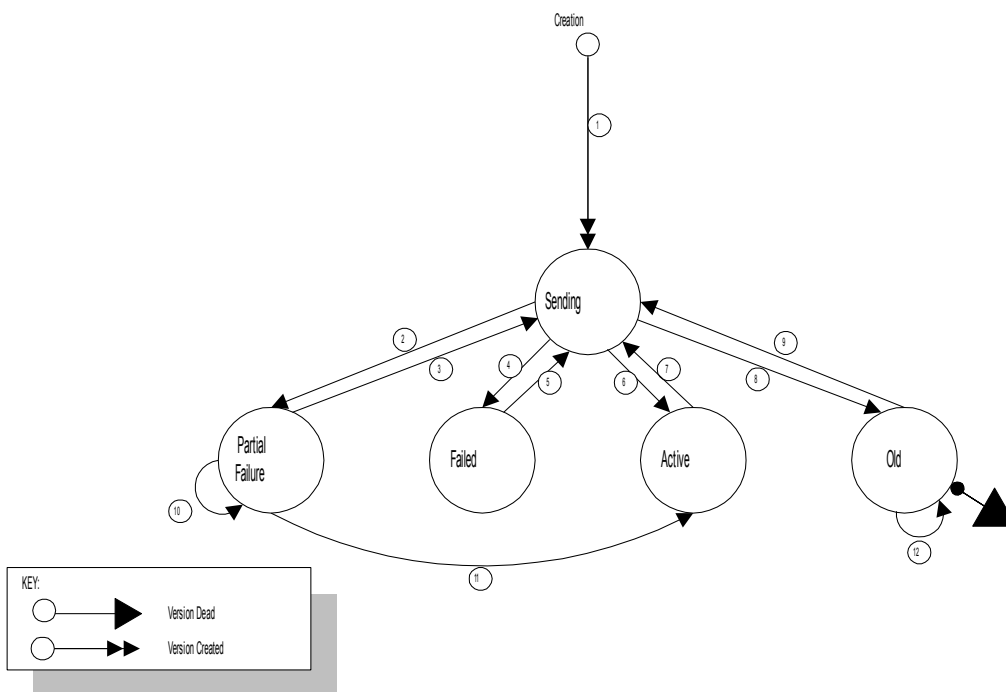 Creation
1
Sending
2
3
4
5
6
7
8
9
Partial
Failure
Failed
Active
Old
10
11
12
KEY:
Version Dead
Version Created